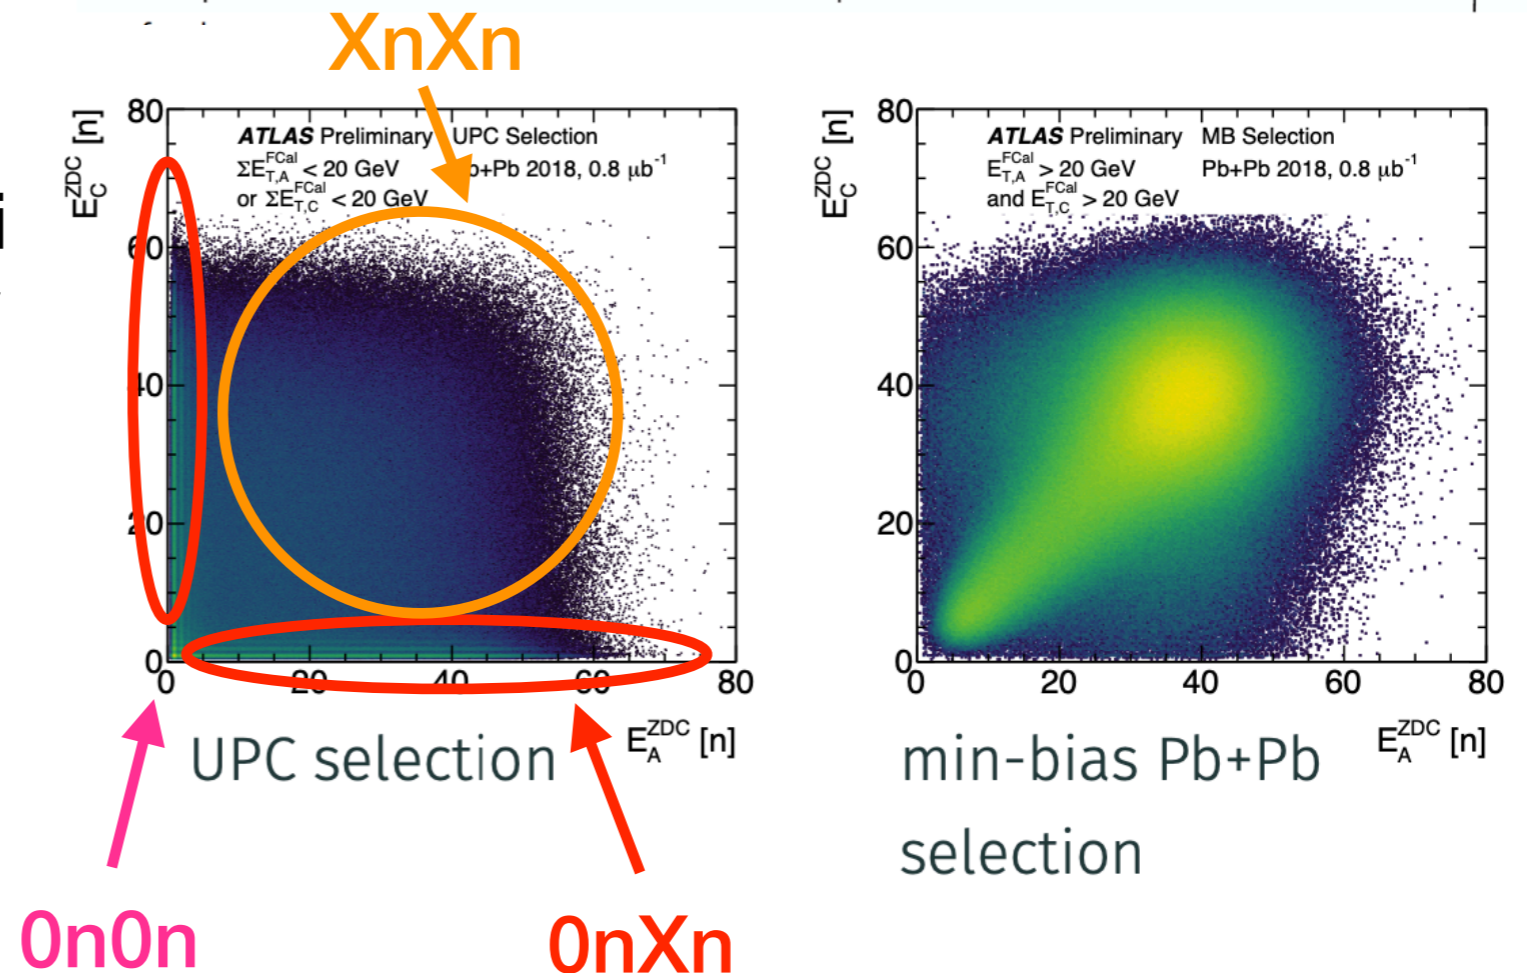 XnXn
80
E_C^ZDC [n]
ATLAS Preliminary UPC Selection
ΣE_T,A^FCal < 20 GeV
b+Pb 2018, 0.8 μb^-1
or ΣE_T,C^FCal < 20 GeV
60
40
20
0
0 20 40 60 80
E_A^ZDC [n]
UPC selection
0n0n
0nXn
80
E_C^ZDC [n]
ATLAS Preliminary MB Selection
E_T,A^FCal > 20 GeV
Pb+Pb 2018, 0.8 μb^-1
and E_T,C^FCal > 20 GeV
60
40
20
0
0 20 40 60 80
E_A^ZDC [n]
min-bias Pb+Pb
selection